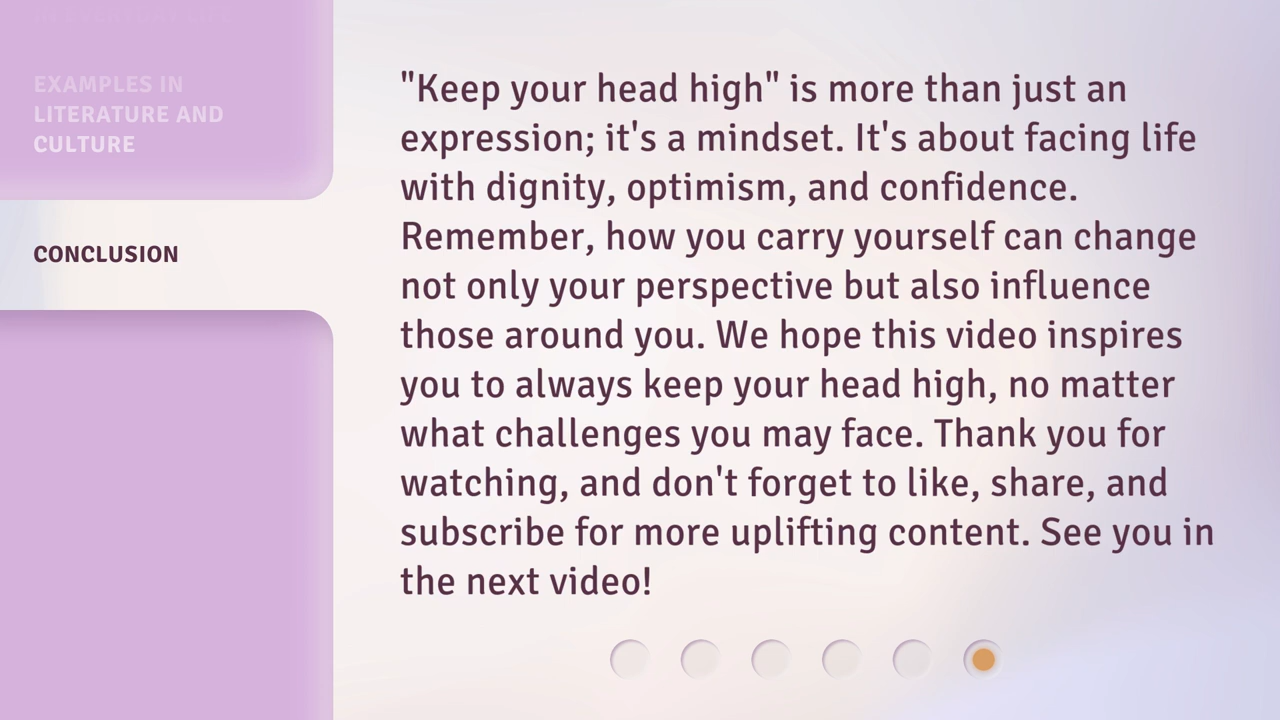 EXAMPLES IN
LITERATURE AND
CULTURE
CONCLUSION
"Keep your head high" is more than just an
expression; it's a mindset. It's about facing life
with dignity, optimism, and confidence.
Remember, how you carry yourself can change
not only your perspective but also influence
those around you. We hope this video inspires
you to always keep your head high, no matter
what challenges you may face. Thank you for
watching, and don't forget to like, share, and
subscribe for more uplifting content. See you in
the next video!